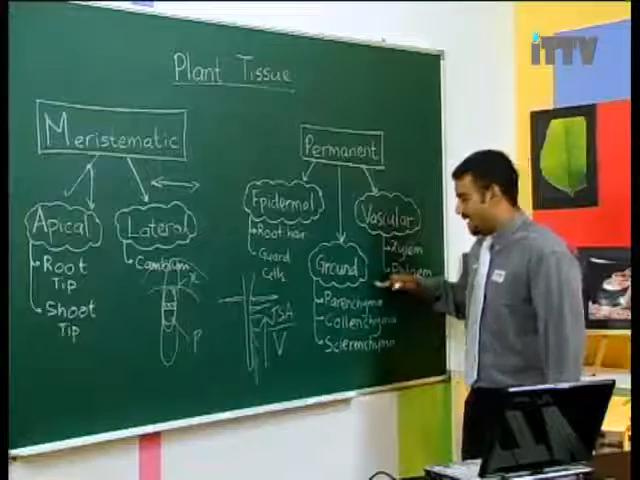 iTTV
Plant Tissue
Meristematic
Permanent
Apical
Lateral
Epidermal
Vascular
Root
Tip
Shoot
Tip
Cambium
Root hair
Guard
Cells
Xylem
Phloem
Ground
Parenchyma
Collenchyma
Sclerenchyma
TSA
V
P